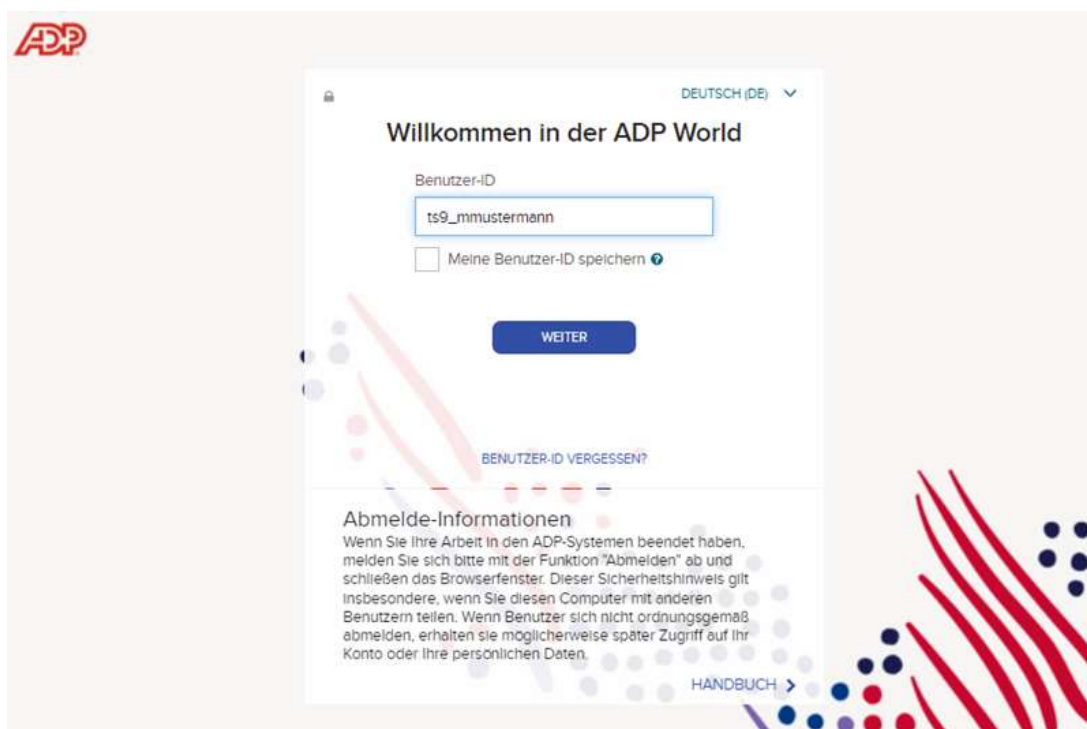 ADP
DEUTSCH (DE)
Willkommen in der ADP World
Benutzer-ID
ts9_mmustermann
Meine Benutzer-ID speichern ?
WEITER
BENUTZER-ID VERGESSEN?
Abmelde-Informationen
Wenn Sie Ihre Arbeit in den ADP-Systemen beendet haben,
melden Sie sich bitte mit der Funktion "Abmelden" ab und
schließen das Browserfenster. Dieser Sicherheitshinweis gilt
insbesondere, wenn Sie diesen Computer mit anderen
Benutzern teilen. Wenn Benutzer sich nicht ordnungsgemäß
abmelden, erhalten sie möglicherweise später Zugriff auf Ihr
Konto oder Ihre persönlichen Daten.
HANDBUCH